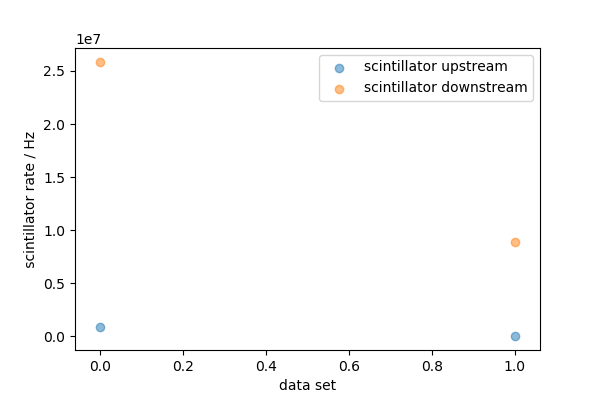 1e7
scintillator upstream
scintillator downstream
2.5
2.0
1.5
1.0
0.5
0.0
scintillator rate / Hz
0.0 0.2 0.4 0.6 0.8 1.0
data set